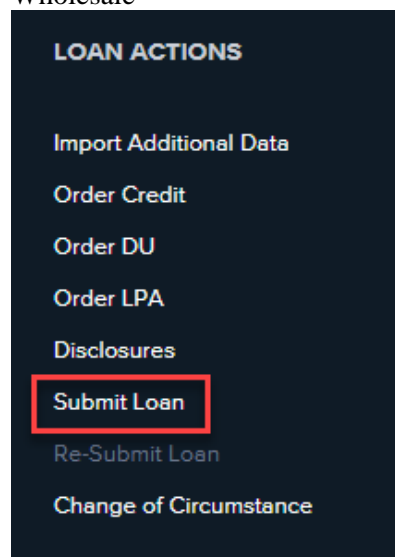 Wholesale
LOAN ACTIONS
Import Additional Data
Order Credit
Order DU
Order LPA
Disclosures
Submit Loan
Re-Submit Loan
Change of Circumstance